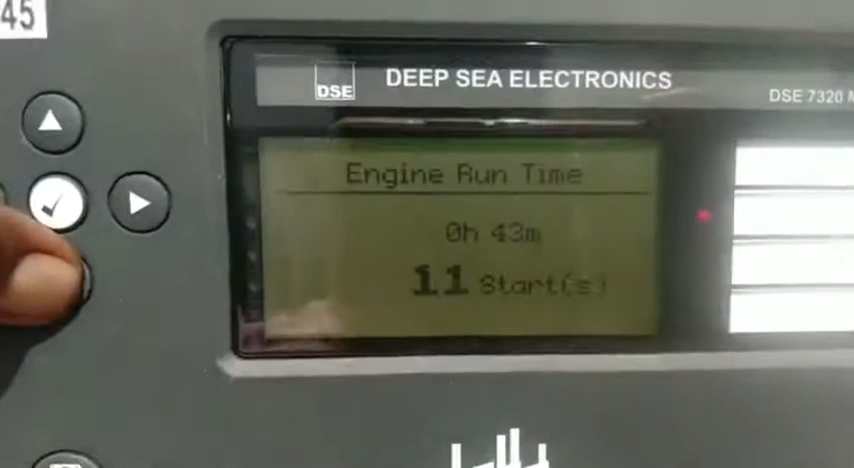 45
DSE
DEEP SEA ELECTRONICS
DSE 7320
Engine Run Time
0h 43m
11 Start(s)